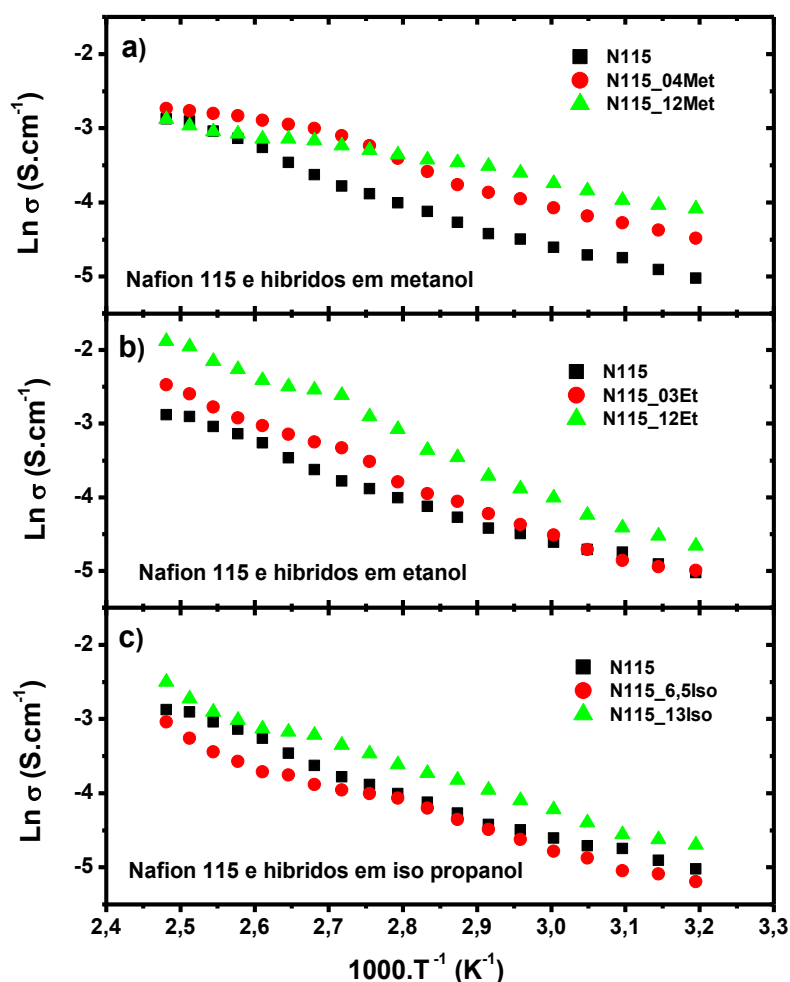 a)
N115
N115_04Met
N115_12Met
-2
-3
-4
-5
Ln σ (S.cm⁻¹)
Nafion 115 e hibridos em metanol
b)
N115
N115_03Et
N115_12Et
-2
-3
-4
-5
Ln σ (S.cm⁻¹)
Nafion 115 e hibridos em etanol
c)
N115
N115_6,5Iso
N115_13Iso
-2
-3
-4
-5
Ln σ (S.cm⁻¹)
Nafion 115 e hibridos em iso propanol
2,4 2,5 2,6 2,7 2,8 2,9 3,0 3,1 3,2 3,3
1000.T⁻¹ (K⁻¹)